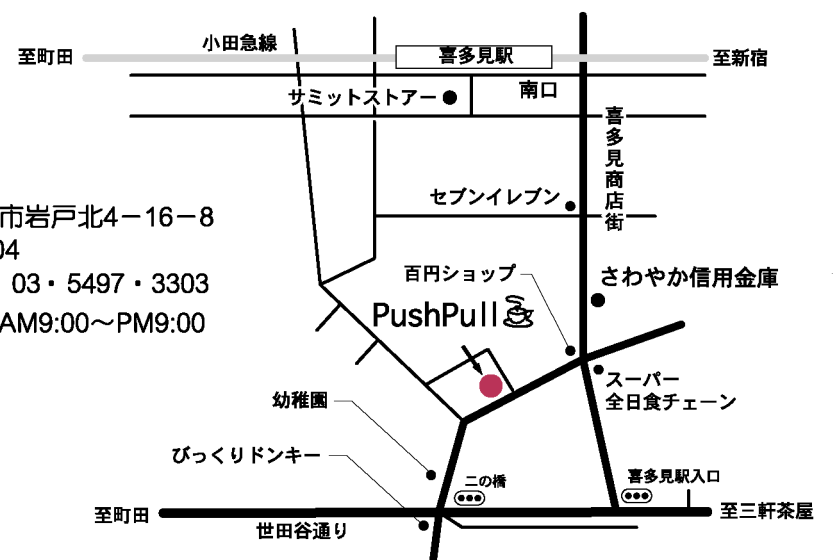 小田急線
至町田
喜多見駅
至新宿
サミットストアー
南口
喜多見商店街
セブンイレブン
市岩戸北4－16－8
04
03・5497・3303
AM9:00〜PM9:00
百円ショップ
さわやか信用金庫
PushPull
スーパー
全日食チェーン
幼稚園
びっくりドンキー
二の橋
喜多見駅入口
至町田
世田谷通り
至三軒茶屋